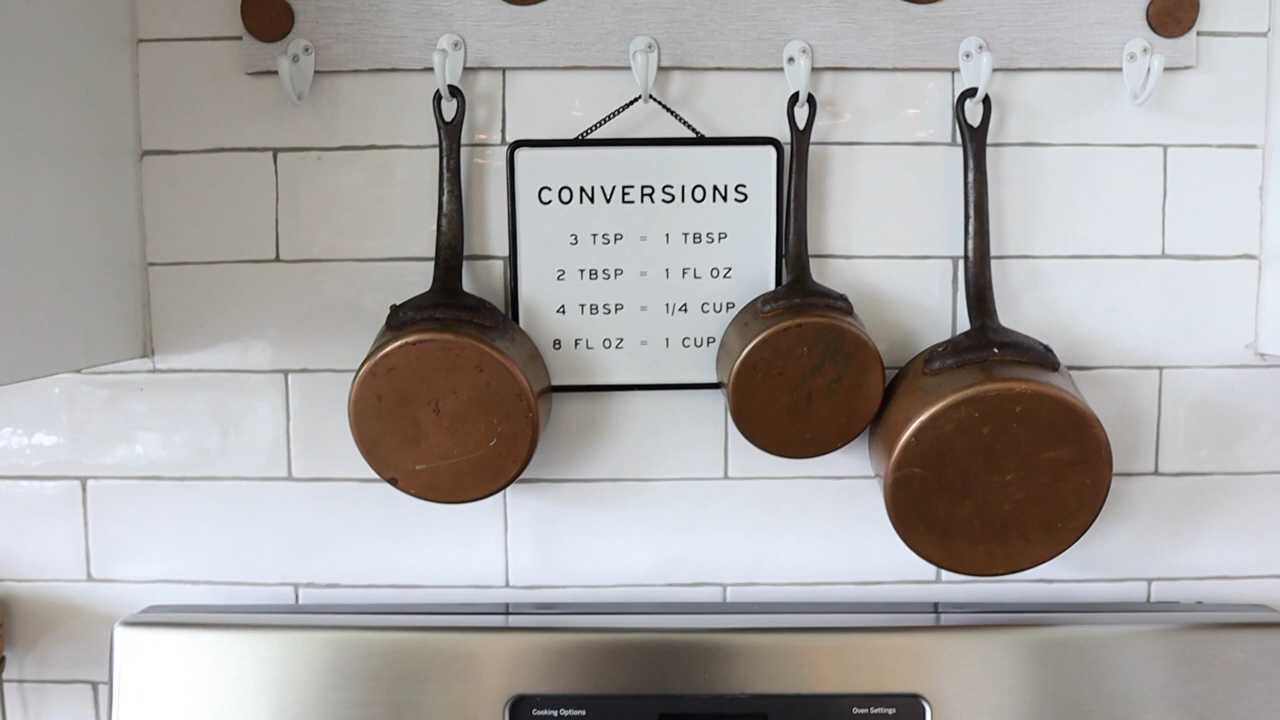 CONVERSIONS
3 TSP = 1 TBSP
2 TBSP = 1 FL OZ
4 TBSP = 1/4 CUP
8 FL OZ = 1 CUP
Cooking Options
Oven Settings